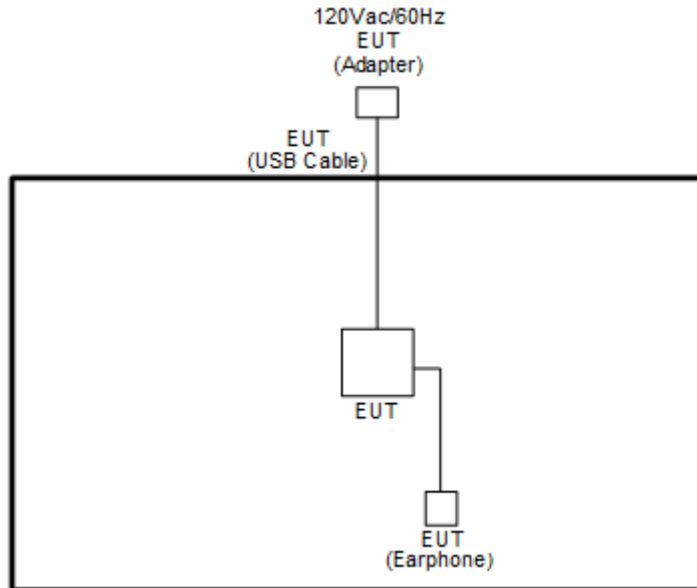 120Vac/60Hz
EUT
(Adapter)
EUT
(USB Cable)
EUT
EUT
(Earphone)